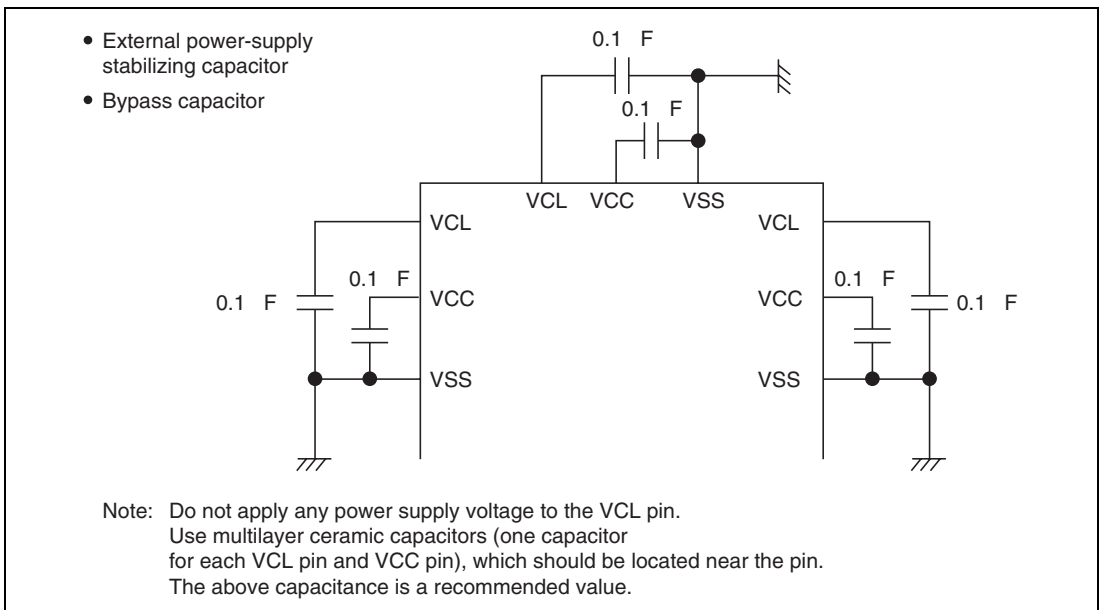 • External power-supply
stabilizing capacitor
• Bypass capacitor
0.1 F
0.1 F
VCL VCC VSS
VCL
VCL
0.1 F
0.1 F
VCC
VCC
0.1 F
0.1 F
VSS
VSS
Note: Do not apply any power supply voltage to the VCL pin.
Use multilayer ceramic capacitors (one capacitor
for each VCL pin and VCC pin), which should be located near the pin.
The above capacitance is a recommended value.